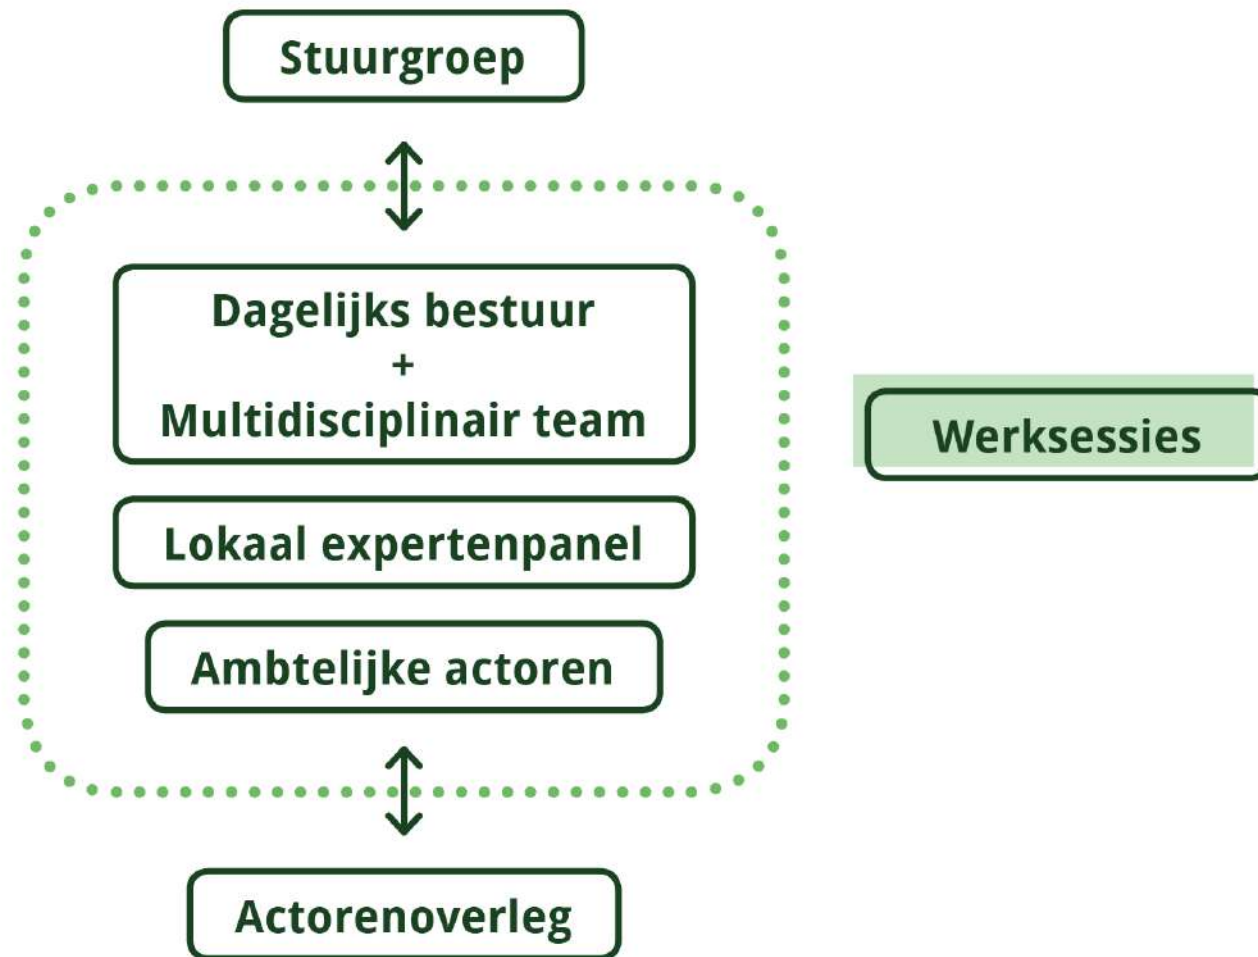 Stuurgroep
Dagelijks bestuur
+
Multidisciplinair team
Werksessies
Lokaal expertenpanel
Ambtelijke actoren
Actorenoverleg